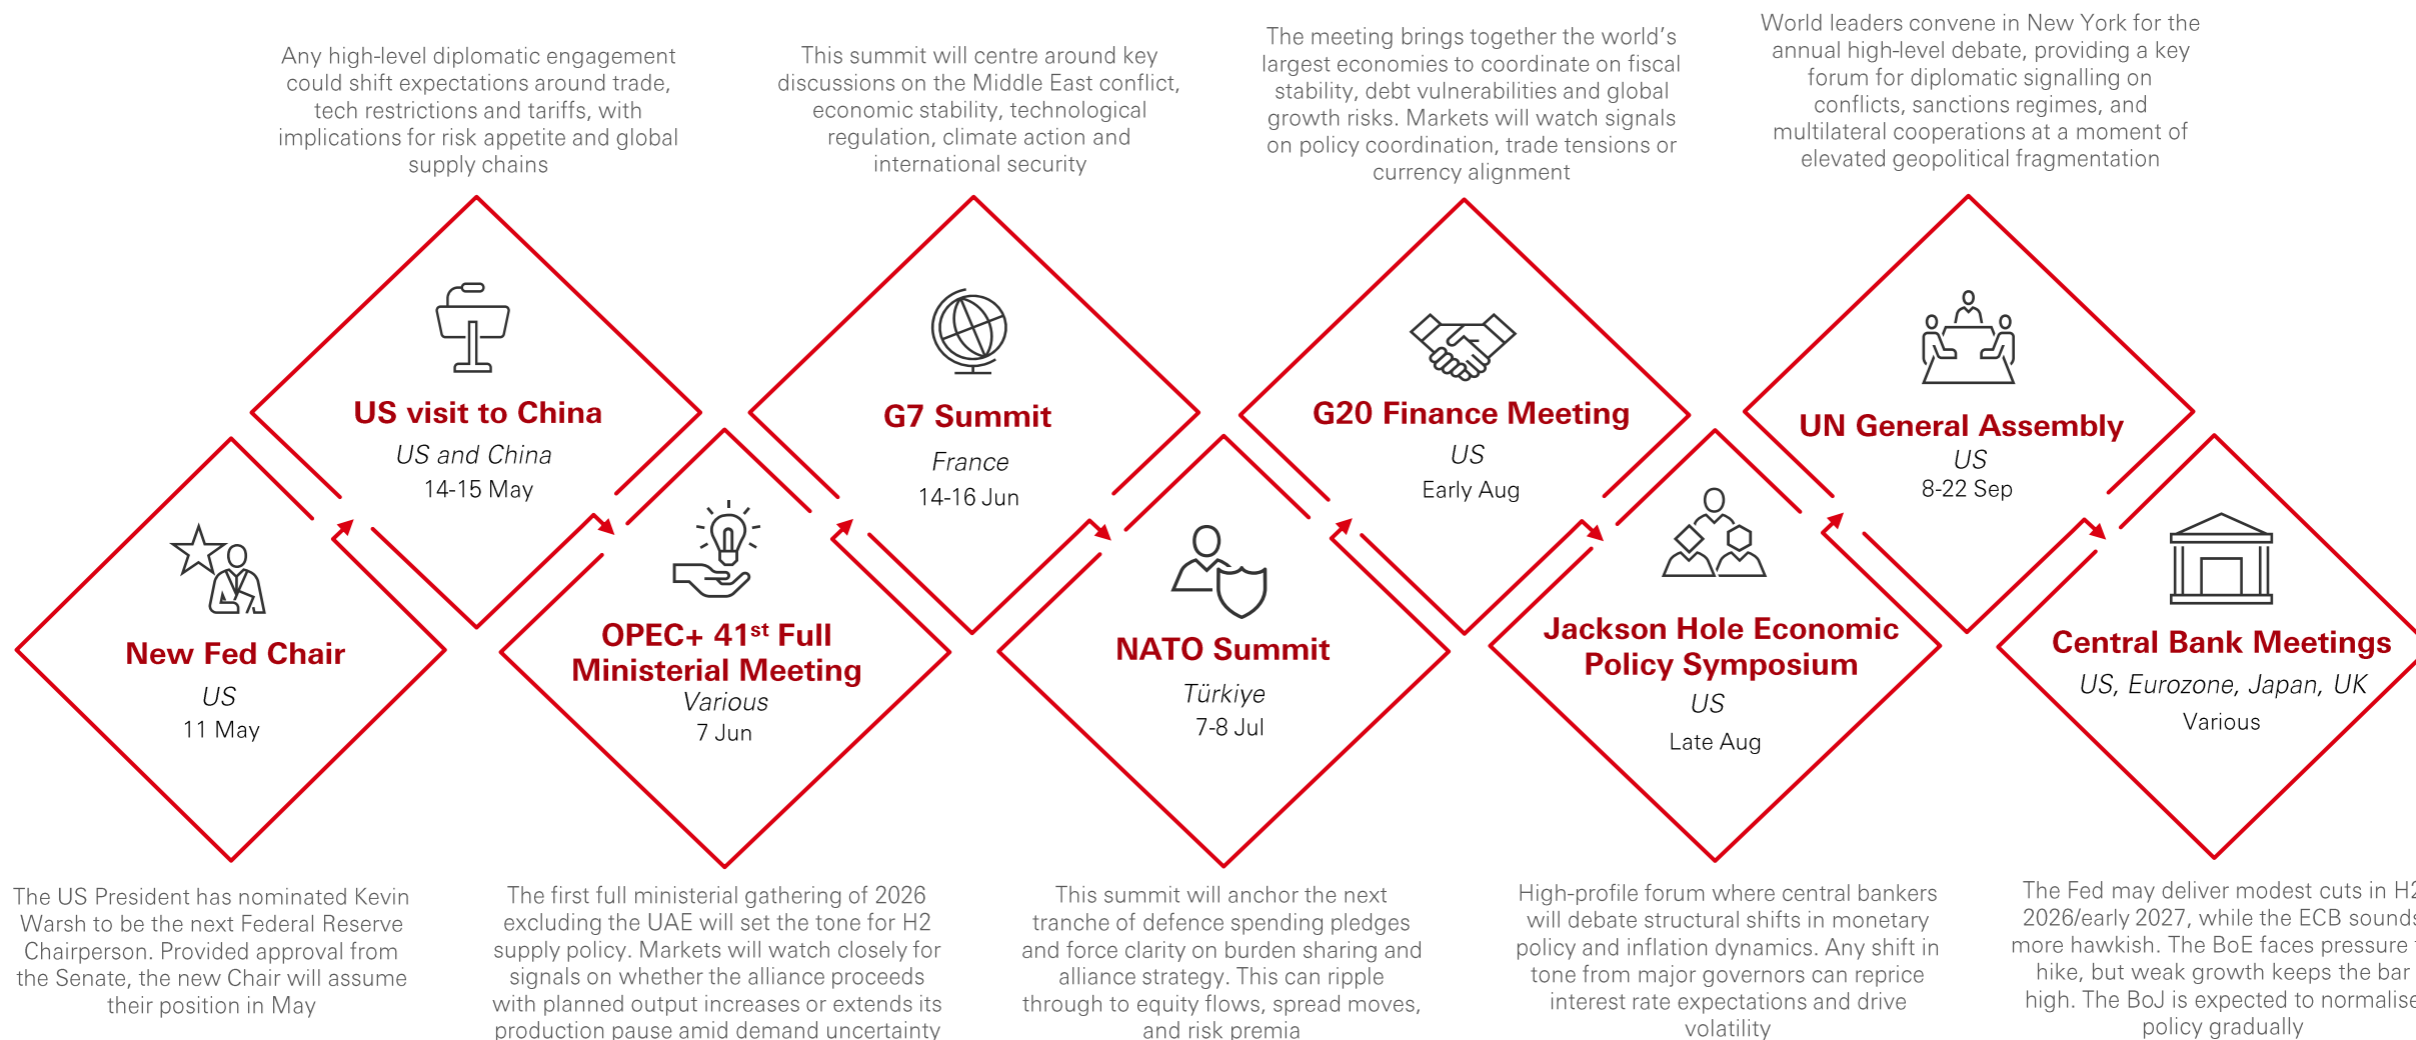 Any high-level diplomatic engagement
could shift expectations around trade,
tech restrictions and tariffs, with
implications for risk appetite and global
supply chains
This summit will centre around key
discussions on the Middle East conflict,
economic stability, technological
regulation, climate action and
international security
The meeting brings together the world's
largest economies to coordinate on fiscal
stability, debt vulnerabilities and global
growth risks. Markets will watch signals
on policy coordination, trade tensions or
currency alignment
World leaders convene in New York for the
annual high-level debate, providing a key
forum for diplomatic signalling on
conflicts, sanctions regimes, and
multilateral cooperations at a moment of
elevated geopolitical fragmentation
US visit to China
US and China
14-15 May
G7 Summit
France
14-16 Jun
G20 Finance Meeting
US
Early Aug
UN General Assembly
US
8-22 Sep
New Fed Chair
US
11 May
OPEC+ 41st Full
Ministerial Meeting
Various
7 Jun
NATO Summit
Türkiye
7-8 Jul
Jackson Hole Economic
Policy Symposium
US
Late Aug
Central Bank Meetings
US, Eurozone, Japan, UK
Various
The US President has nominated Kevin
Warsh to be the next Federal Reserve
Chairperson. Provided approval from
the Senate, the new Chair will assume
their position in May
The first full ministerial gathering of 2026
excluding the UAE will set the tone for H2
supply policy. Markets will watch closely for
signals on whether the alliance proceeds
with planned output increases or extends its
production pause amid demand uncertainty
This summit will anchor the next
tranche of defence spending pledges
and force clarity on burden sharing and
alliance strategy. This can ripple
through to equity flows, spread moves,
and risk premia
High-profile forum where central bankers
will debate structural shifts in monetary
policy and inflation dynamics. Any shift in
tone from major governors can reprice
interest rate expectations and drive
volatility
The Fed may deliver modest cuts in H2
2026/early 2027, while the ECB sounds
more hawkish. The BoE faces pressure
hike, but weak growth keeps the bar
high. The BoJ is expected to normalise
policy gradually